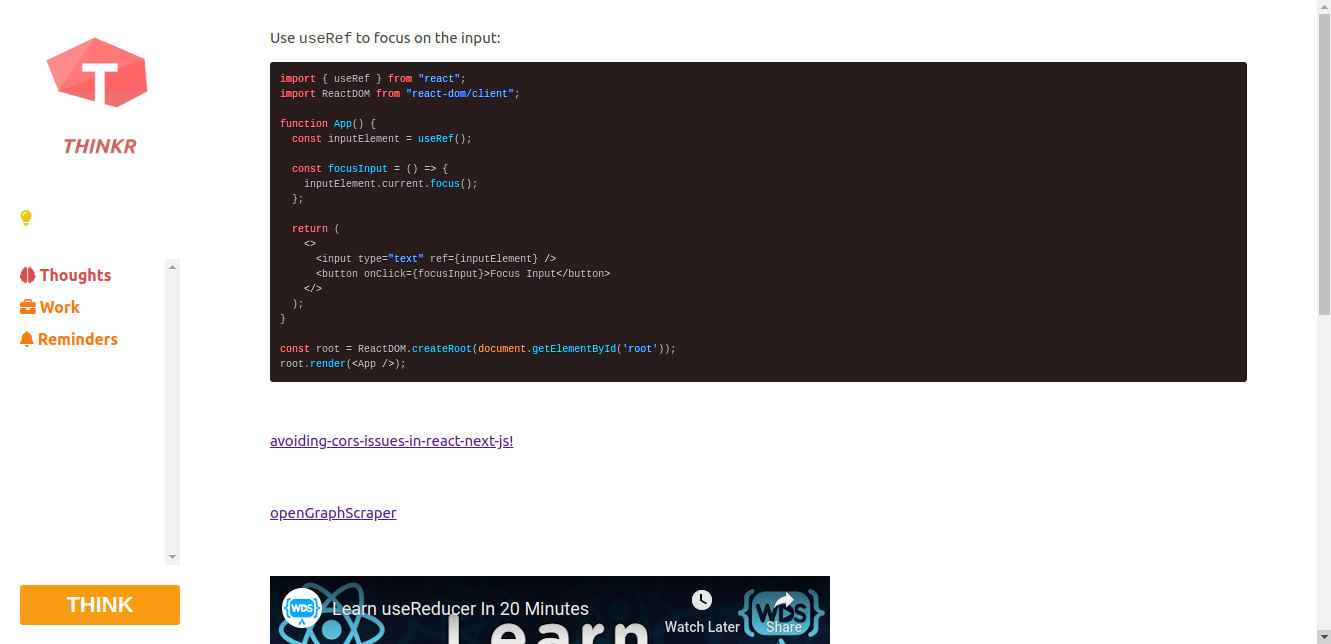 T
THINKR
Thoughts
Work
Reminders
THINK
Use useRef to focus on the input:
import { useRef } from "react";
import ReactDOM from "react-dom/client";
function App() {
  const inputElement = useRef();
  const focusInput = () => {
    inputElement.current.focus();
  };
  return (
    <>
      <input type="text" ref={inputElement} />
      <button onClick={focusInput}>Focus Input</button>
    </>
  );
}
const root = ReactDOM.createRoot(document.getElementById('root'));
root.render(<App />);
avoiding-cors-issues-in-react-next-js!
openGraphScraper
WDS
Learn useReducer In 20 Minutes
Watch Later
Share
WDS
Learn